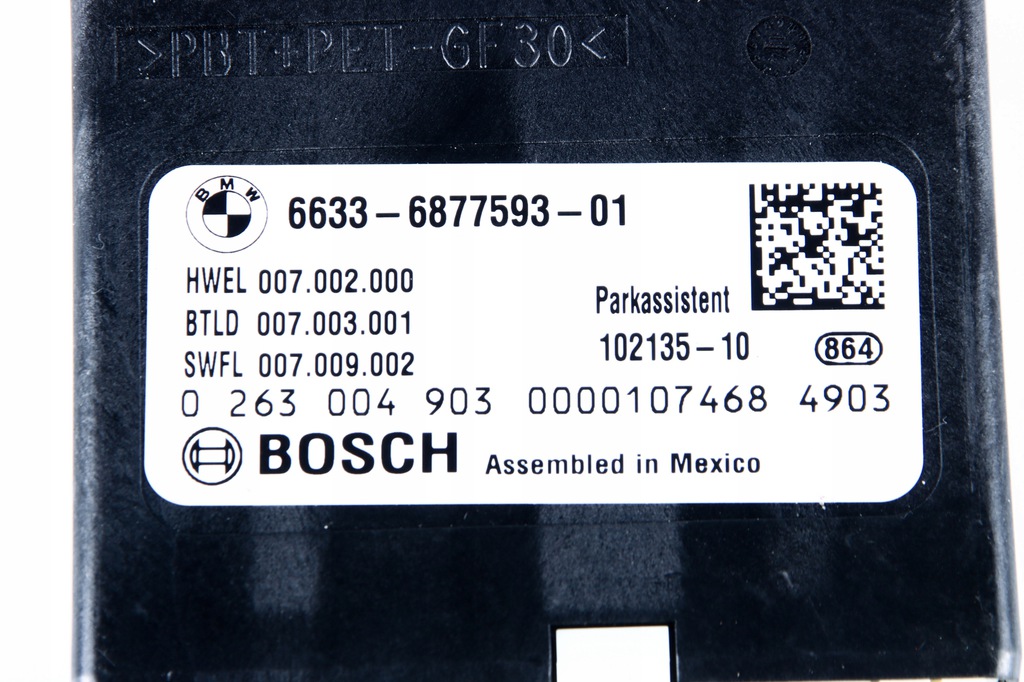 >PBT+PET-GF30<
BMW
6633-6877593-01
HWEL 007.002.000
BTLD 007.003.001
SWFL 007.009.002
Parkassistent
102135-10
864
0 263 004 903 0000107468 4903
BOSCH
Assembled in Mexico